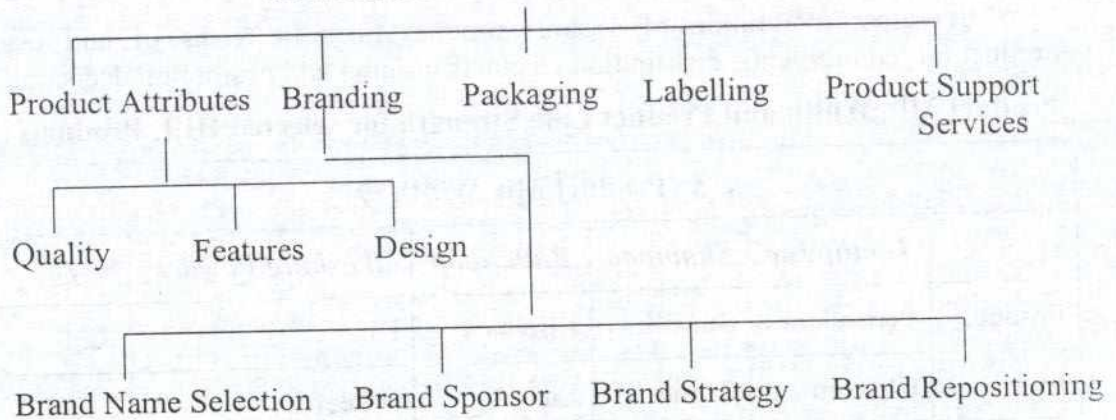 Product Attributes Branding Packaging Labelling Product Support
Services
Quality Features Design
Brand Name Selection Brand Sponsor Brand Strategy Brand Repositioning